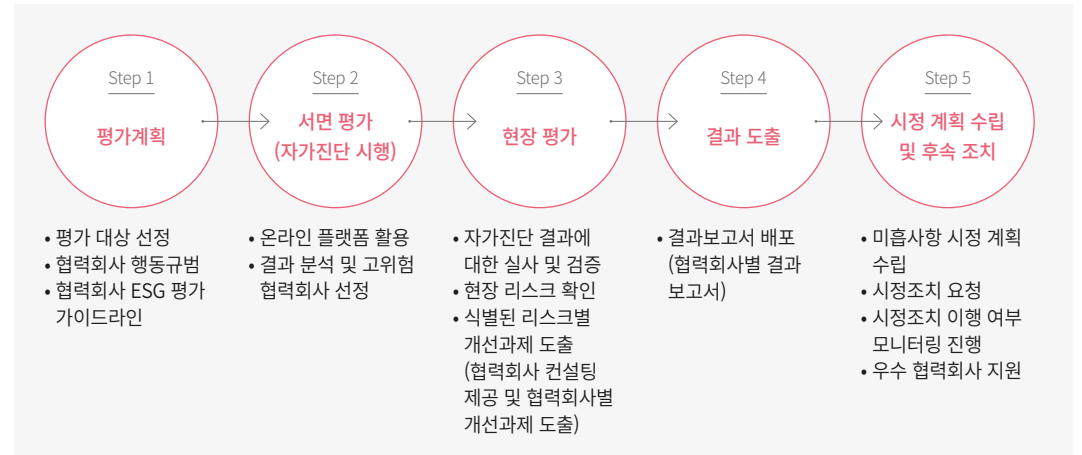 Step 1
평가계획
• 평가 대상 선정
• 협력회사 행동규범
• 협력회사 ESG 평가
가이드라인
Step 2
서면 평가
(자가진단 시행)
• 온라인 플랫폼 활용
• 결과 분석 및 고위험
협력회사 선정
Step 3
현장 평가
• 자가진단 결과에
대한 실사 및 검증
• 현장 리스크 확인
• 식별된 리스크별
개선과제 도출
(협력회사 컨설팅
제공 및 협력회사별
개선과제 도출)
Step 4
결과 도출
• 결과보고서 배포
(협력회사별 결과
보고서)
Step 5
시정 계획 수립
및 후속 조치
• 미흡사항 시정 계획
수립
• 시정조치 요청
• 시정조치 이행 여부
모니터링 진행
• 우수 협력회사 지원